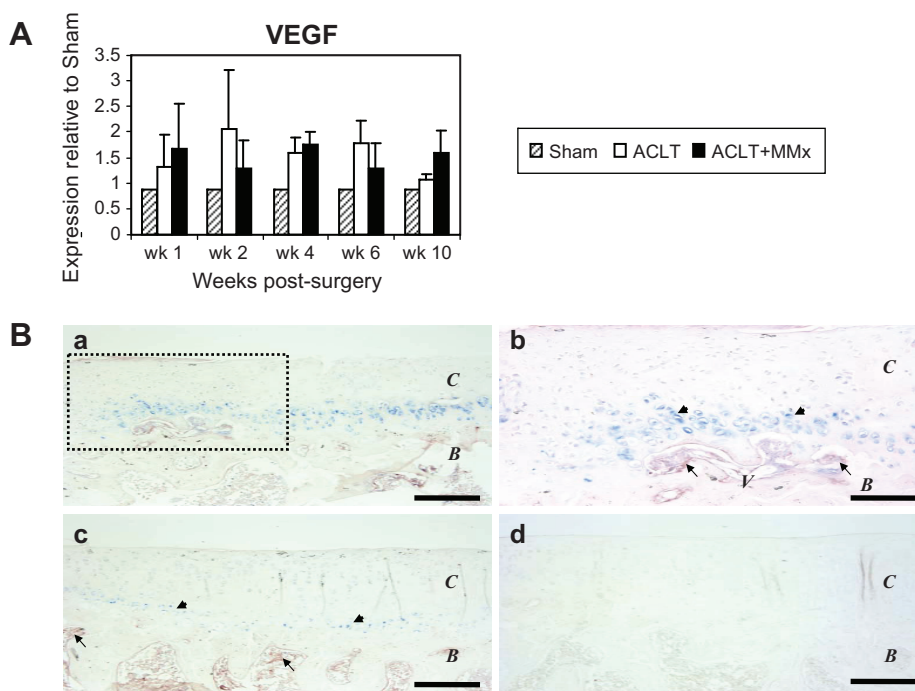 A
VEGF
Expression relative to Sham
3.5
3
2.5
2
1.5
1
0.5
0
wk 1 wk 2 wk 4 wk 6 wk 10
Weeks post-surgery
Sham ACLT ACLT+MMx
B
a
C
B
b
C
V
B
c
C
B
d
C
B